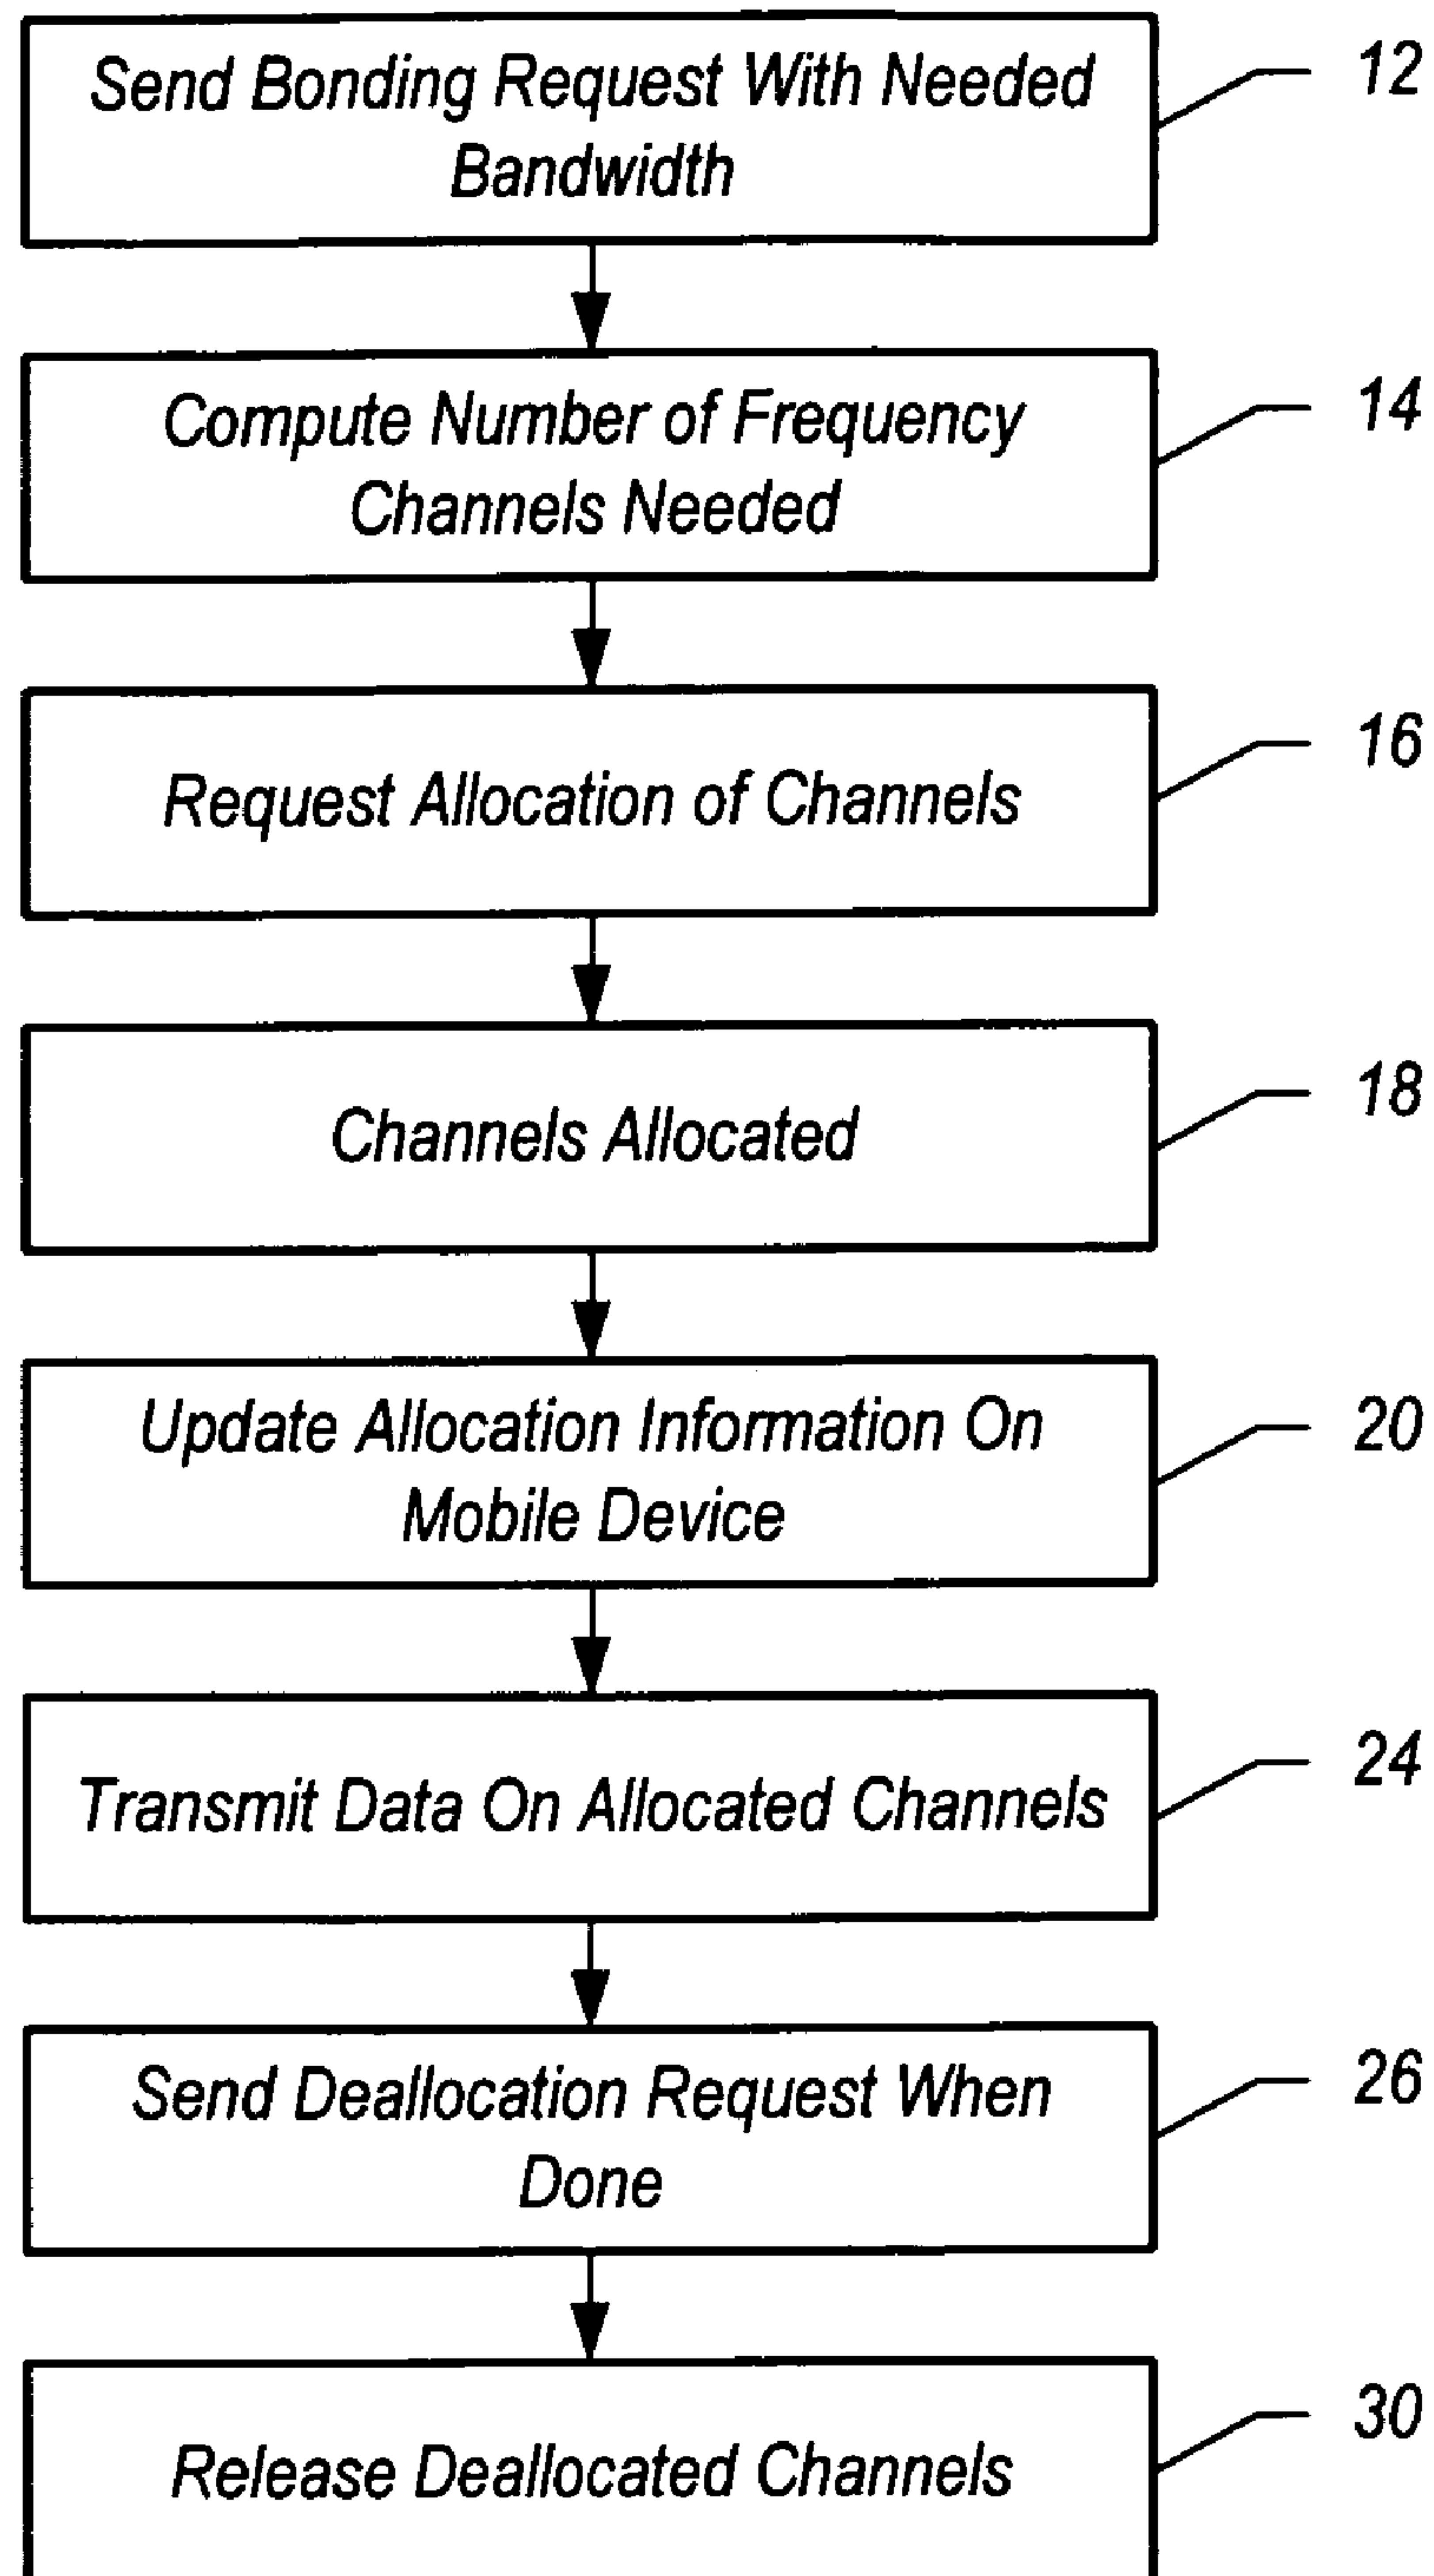 Send Bonding Request With Needed
Bandwidth
12
Compute Number of Frequency
Channels Needed
14
Request Allocation of Channels
16
Channels Allocated
18
Update Allocation Information On
Mobile Device
20
Transmit Data On Allocated Channels
24
Send Deallocation Request When
Done
26
Release Deallocated Channels
30